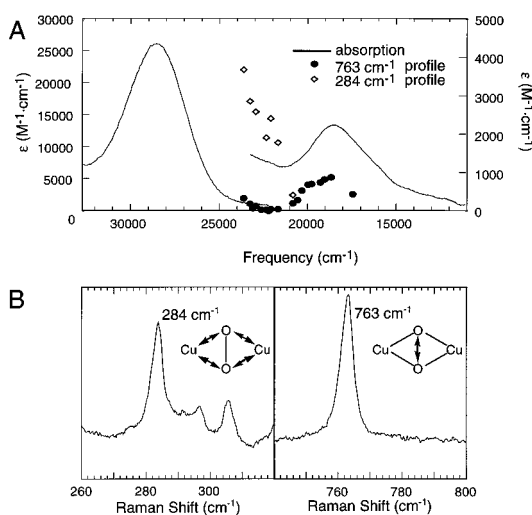 A
30000
25000
20000
15000
10000
5000
0
ε (M⁻¹·cm⁻¹)
absorption
763 cm⁻¹ profile
284 cm⁻¹ profile
5000
4000
3000
2000
1000
0
ε (M⁻¹·cm⁻¹)
30000 25000 20000 15000
Frequency (cm⁻¹)
B
284 cm⁻¹
O
Cu Cu
O
763 cm⁻¹
O
Cu Cu
O
260 280 300
Raman Shift (cm⁻¹)
760 780 800
Raman Shift (cm⁻¹)